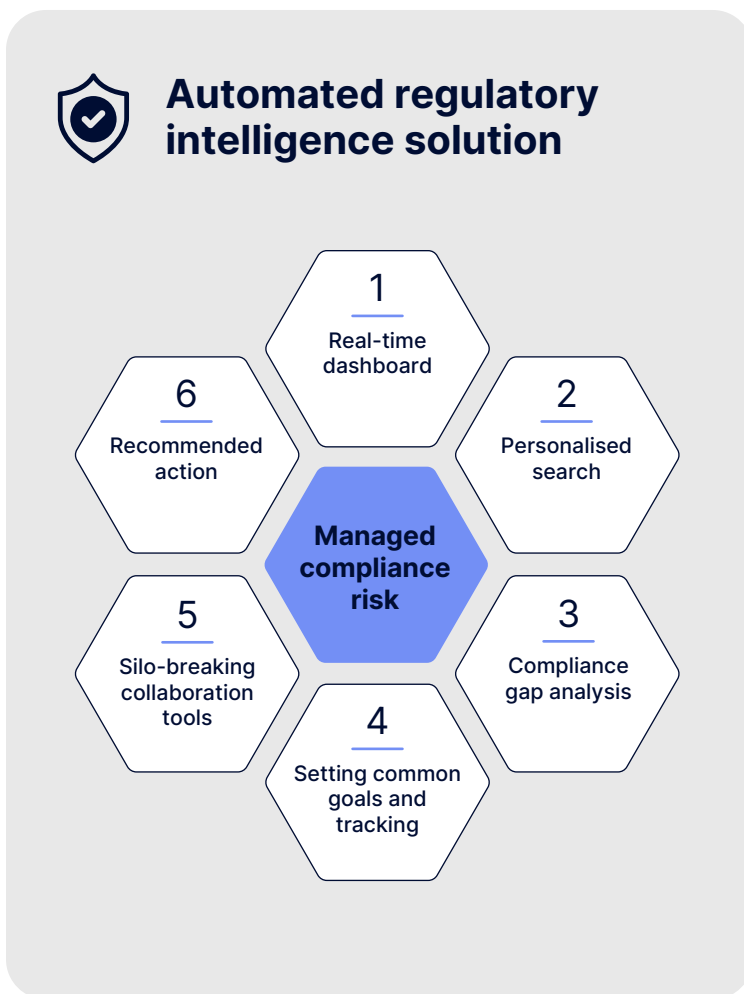 Automated regulatory
intelligence solution
1
Real-time
dashboard
2
Personalised
search
3
Compliance
gap analysis
4
Setting common
goals and
tracking
5
Silo-breaking
collaboration
tools
6
Recommended
action
Managed
compliance
risk